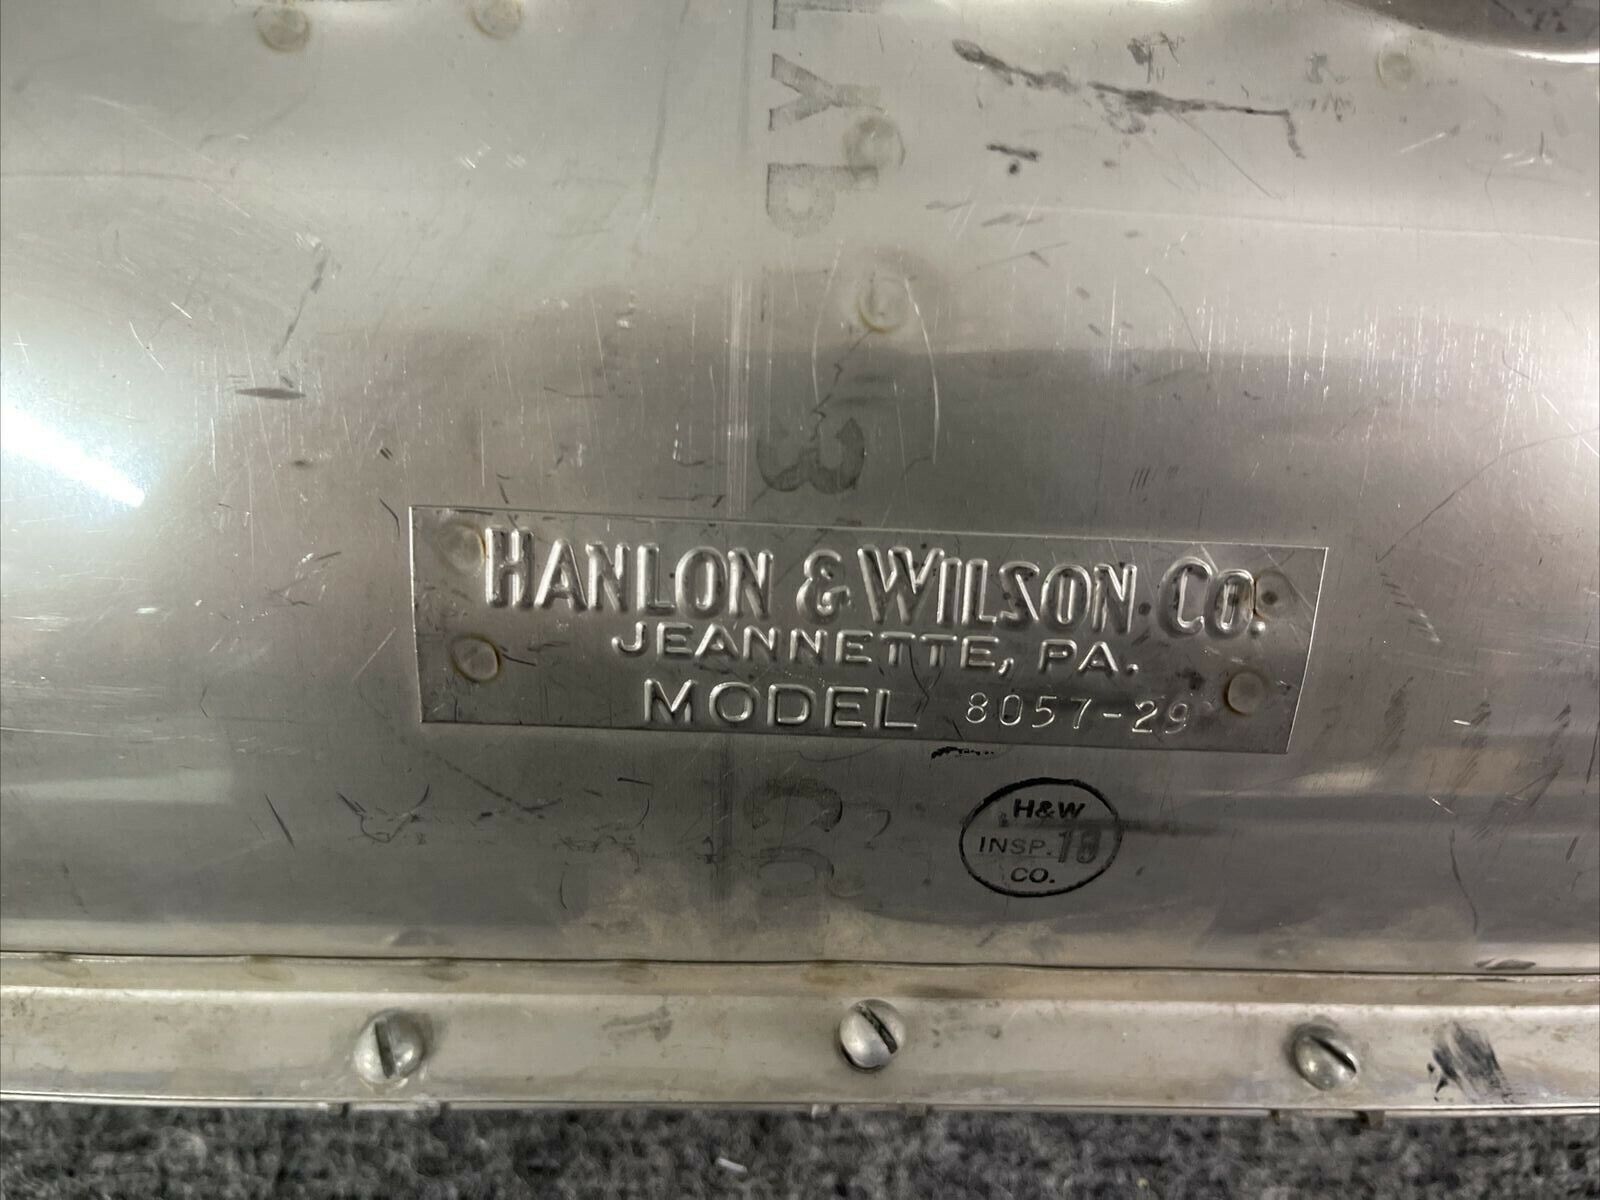 HANLON & WILSON CO.
JEANNETTE, PA.
MODEL 8057-29
H&W
INSP. 18
CO.